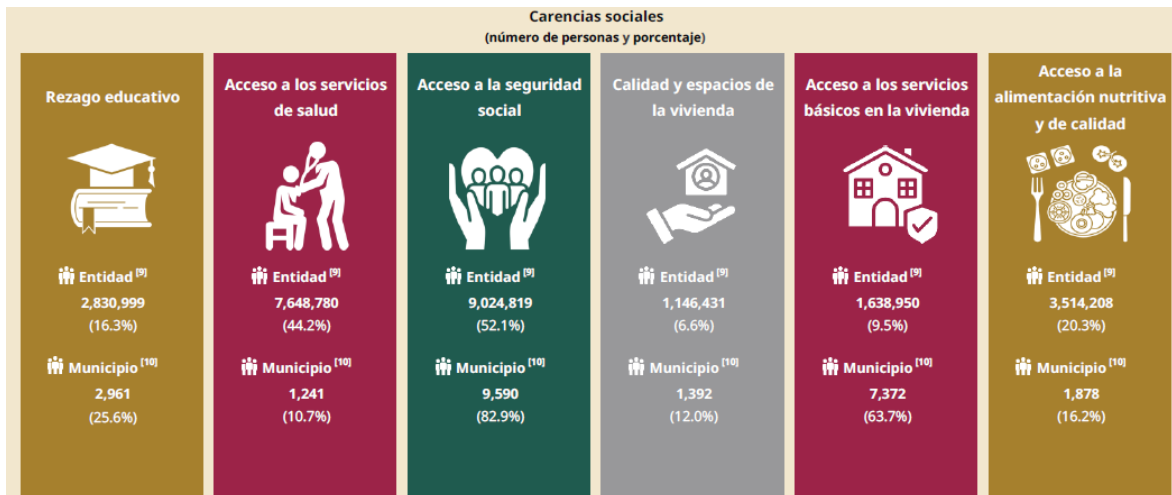 Carencias sociales
(número de personas y porcentaje)
Rezago educativo
Entidad [9]
2,830,999
(16.3%)
Municipio [10]
2,961
(25.6%)
Acceso a los servicios
de salud
Entidad [9]
7,648,780
(44.2%)
Municipio [10]
1,241
(10.7%)
Acceso a la seguridad
social
Entidad [9]
9,024,819
(52.1%)
Municipio [10]
9,590
(82.9%)
Calidad y espacios de
la vivienda
Entidad [9]
1,146,431
(6.6%)
Municipio [10]
1,392
(12.0%)
Acceso a los servicios
básicos en la vivienda
Entidad [9]
1,638,950
(9.5%)
Municipio [10]
7,372
(63.7%)
Acceso a la
alimentación nutritiva
y de calidad
Entidad [9]
3,514,208
(20.3%)
Municipio [10]
1,878
(16.2%)